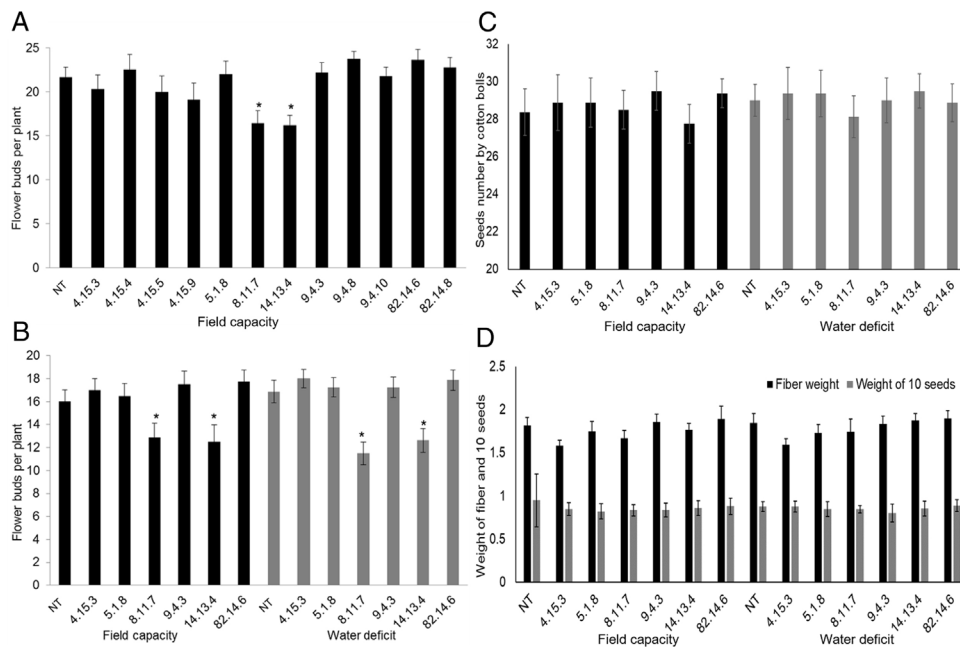 A
Flower buds per plant
25
20
15
10
5
0
* *
NT 4.15.3 4.15.4 4.15.5 4.15.9 5.1.8 8.11.7 14.13.4 9.4.3 9.4.8 9.4.10 82.14.6 82.14.8
Field capacity
B
Flower buds per plant
20
18
16
14
12
10
8
6
4
2
0
* * * *
NT 4.15.3 5.1.8 8.11.7 9.4.3 14.13.4 82.14.6 NT 4.15.3 5.1.8 8.11.7 9.4.3 14.13.4 82.14.6
Field capacity Water deficit
C
Seeds number by cotton bolls
32
30
28
26
24
22
20
NT 4.15.3 5.1.8 8.11.7 9.4.3 14.13.4 82.14.6 NT 4.15.3 5.1.8 8.11.7 9.4.3 14.13.4 82.14.6
Field capacity Water deficit
D
Weight of fiber and 10 seeds
2.5
2
1.5
1
0.5
0
Fiber weight Weight of 10 seeds
NT 4.15.3 5.1.8 8.11.7 9.4.3 14.13.4 82.14.6 NT 4.15.3 5.1.8 8.11.7 9.4.3 14.13.4 82.14.6
Field capacity Water deficit